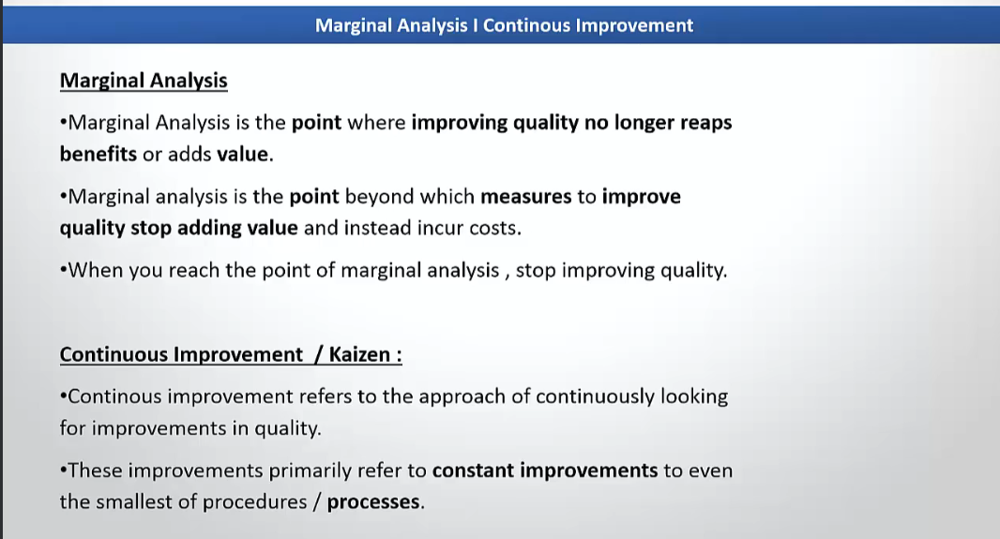 Marginal Analysis I Continous Improvement
Marginal Analysis
•Marginal Analysis is the point where improving quality no longer reaps
benefits or adds value.
•Marginal analysis is the point beyond which measures to improve
quality stop adding value and instead incur costs.
•When you reach the point of marginal analysis , stop improving quality.
Continuous Improvement / Kaizen :
•Continous improvement refers to the approach of continuously looking
for improvements in quality.
•These improvements primarily refer to constant improvements to even
the smallest of procedures / processes.